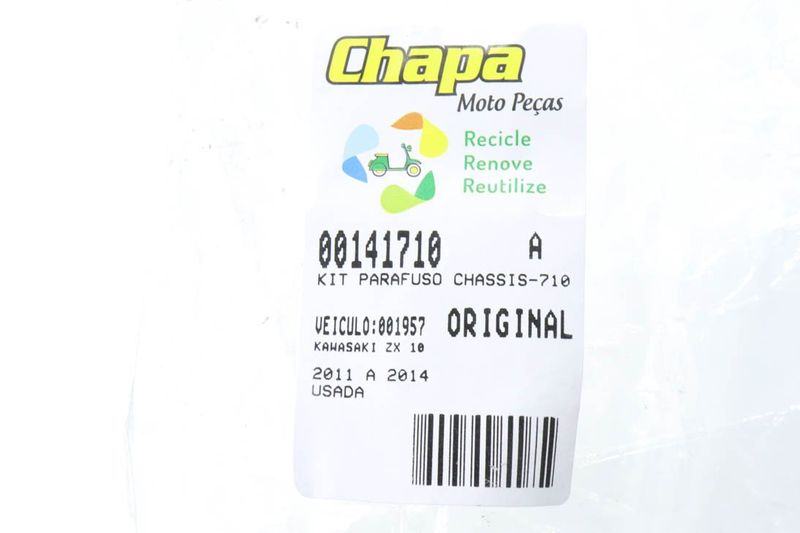 Chapa
Moto Peças
Recicle
Renove
Reutilize
00141710 A
KIT PARAFUSO CHASSIS-710
VEICULO:001957 ORIGINAL
KAWASAKI ZX 10
2011 A 2014
USADA